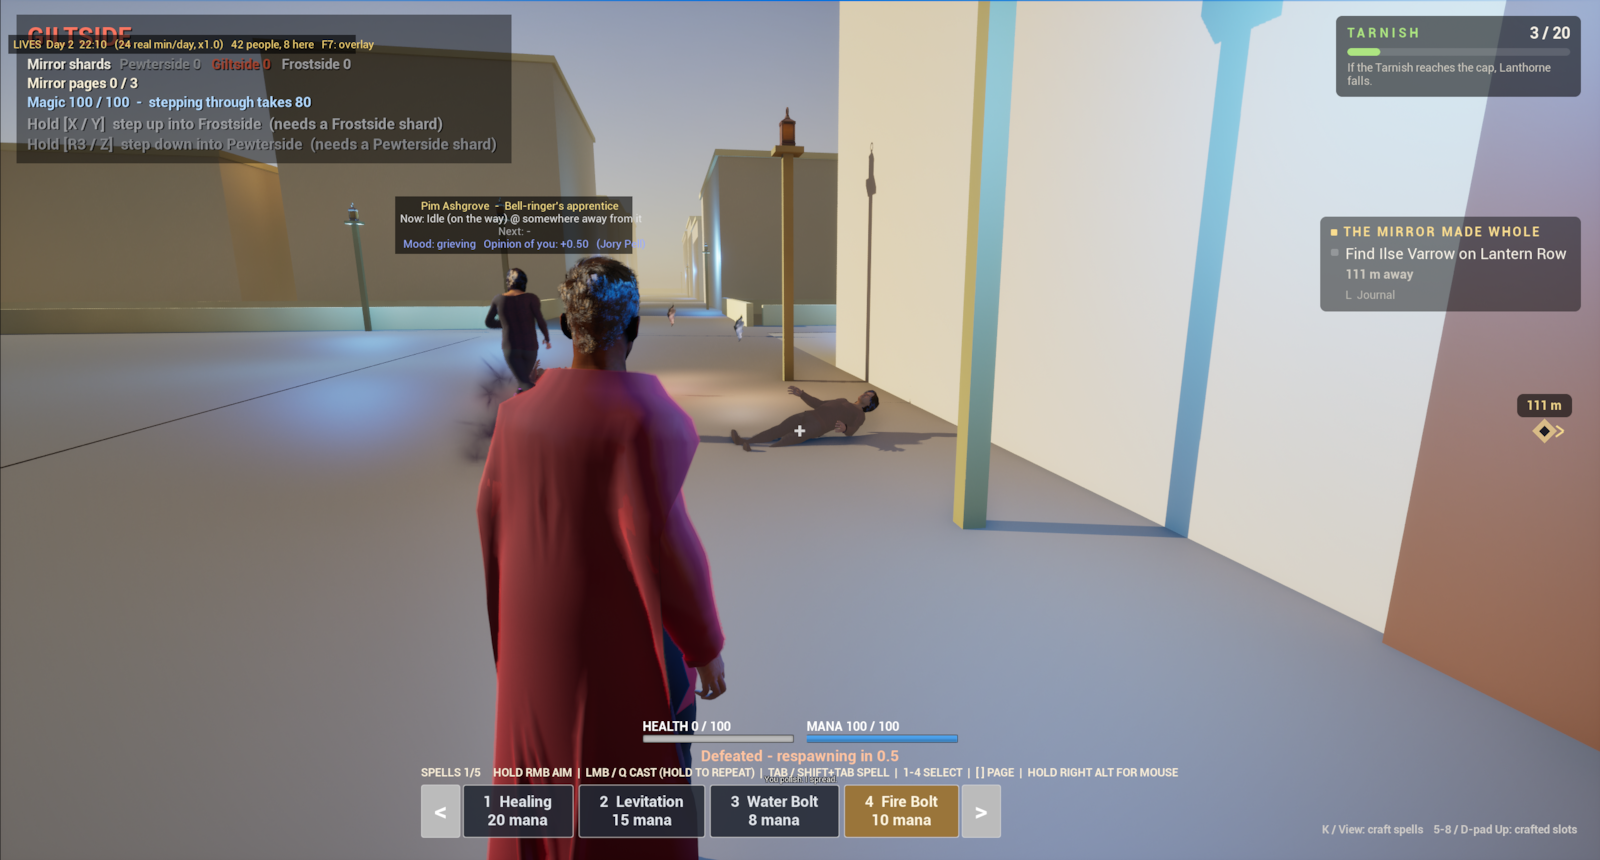 GILTSIDE
LIVES Day 2 22:10 (24 real min/day, x1.0) 42 people, 8 here F7: overlay
Mirror shards Pewterside 0 Giltside 0 Frostside 0
Mirror pages 0 / 3
Magic 100 / 100 - stepping through takes 80
Hold [X / Y] step up into Frostside (needs a Frostside shard)
Hold [R3 / Z] step down into Pewterside (needs a Pewterside shard)
TARNISH 3 / 20
If the Tarnish reaches the cap, Lanthorne
falls.
Pim Ashgrove - Bell-ringer's apprentice
Now: Idle (on the way) @ somewhere away from it
Next: -
Mood: grieving Opinion of you: +0.50 (Jory
THE MIRROR MADE WHOLE
Find Ilse Varrow on Lantern Row
111 m away
L Journal
111 m
HEALTH 0 / 100 MANA 100 / 100
Defeated - respawning in 0.5
SPELLS 1/5 HOLD RMB AIM | LMB / Q CAST (HOLD TO REPEAT) | TAB / SHIFT+TAB SPELL | 1-4 SELECT | [ ] PAGE | HOLD RIGHT ALT FOR MOUSE
< 1 Healing 2 Levitation 3 Water Bolt 4 Fire Bolt >
20 mana 15 mana 8 mana 10 mana
K / View: craft spells 5-8 / D-pad Up: crafted slots